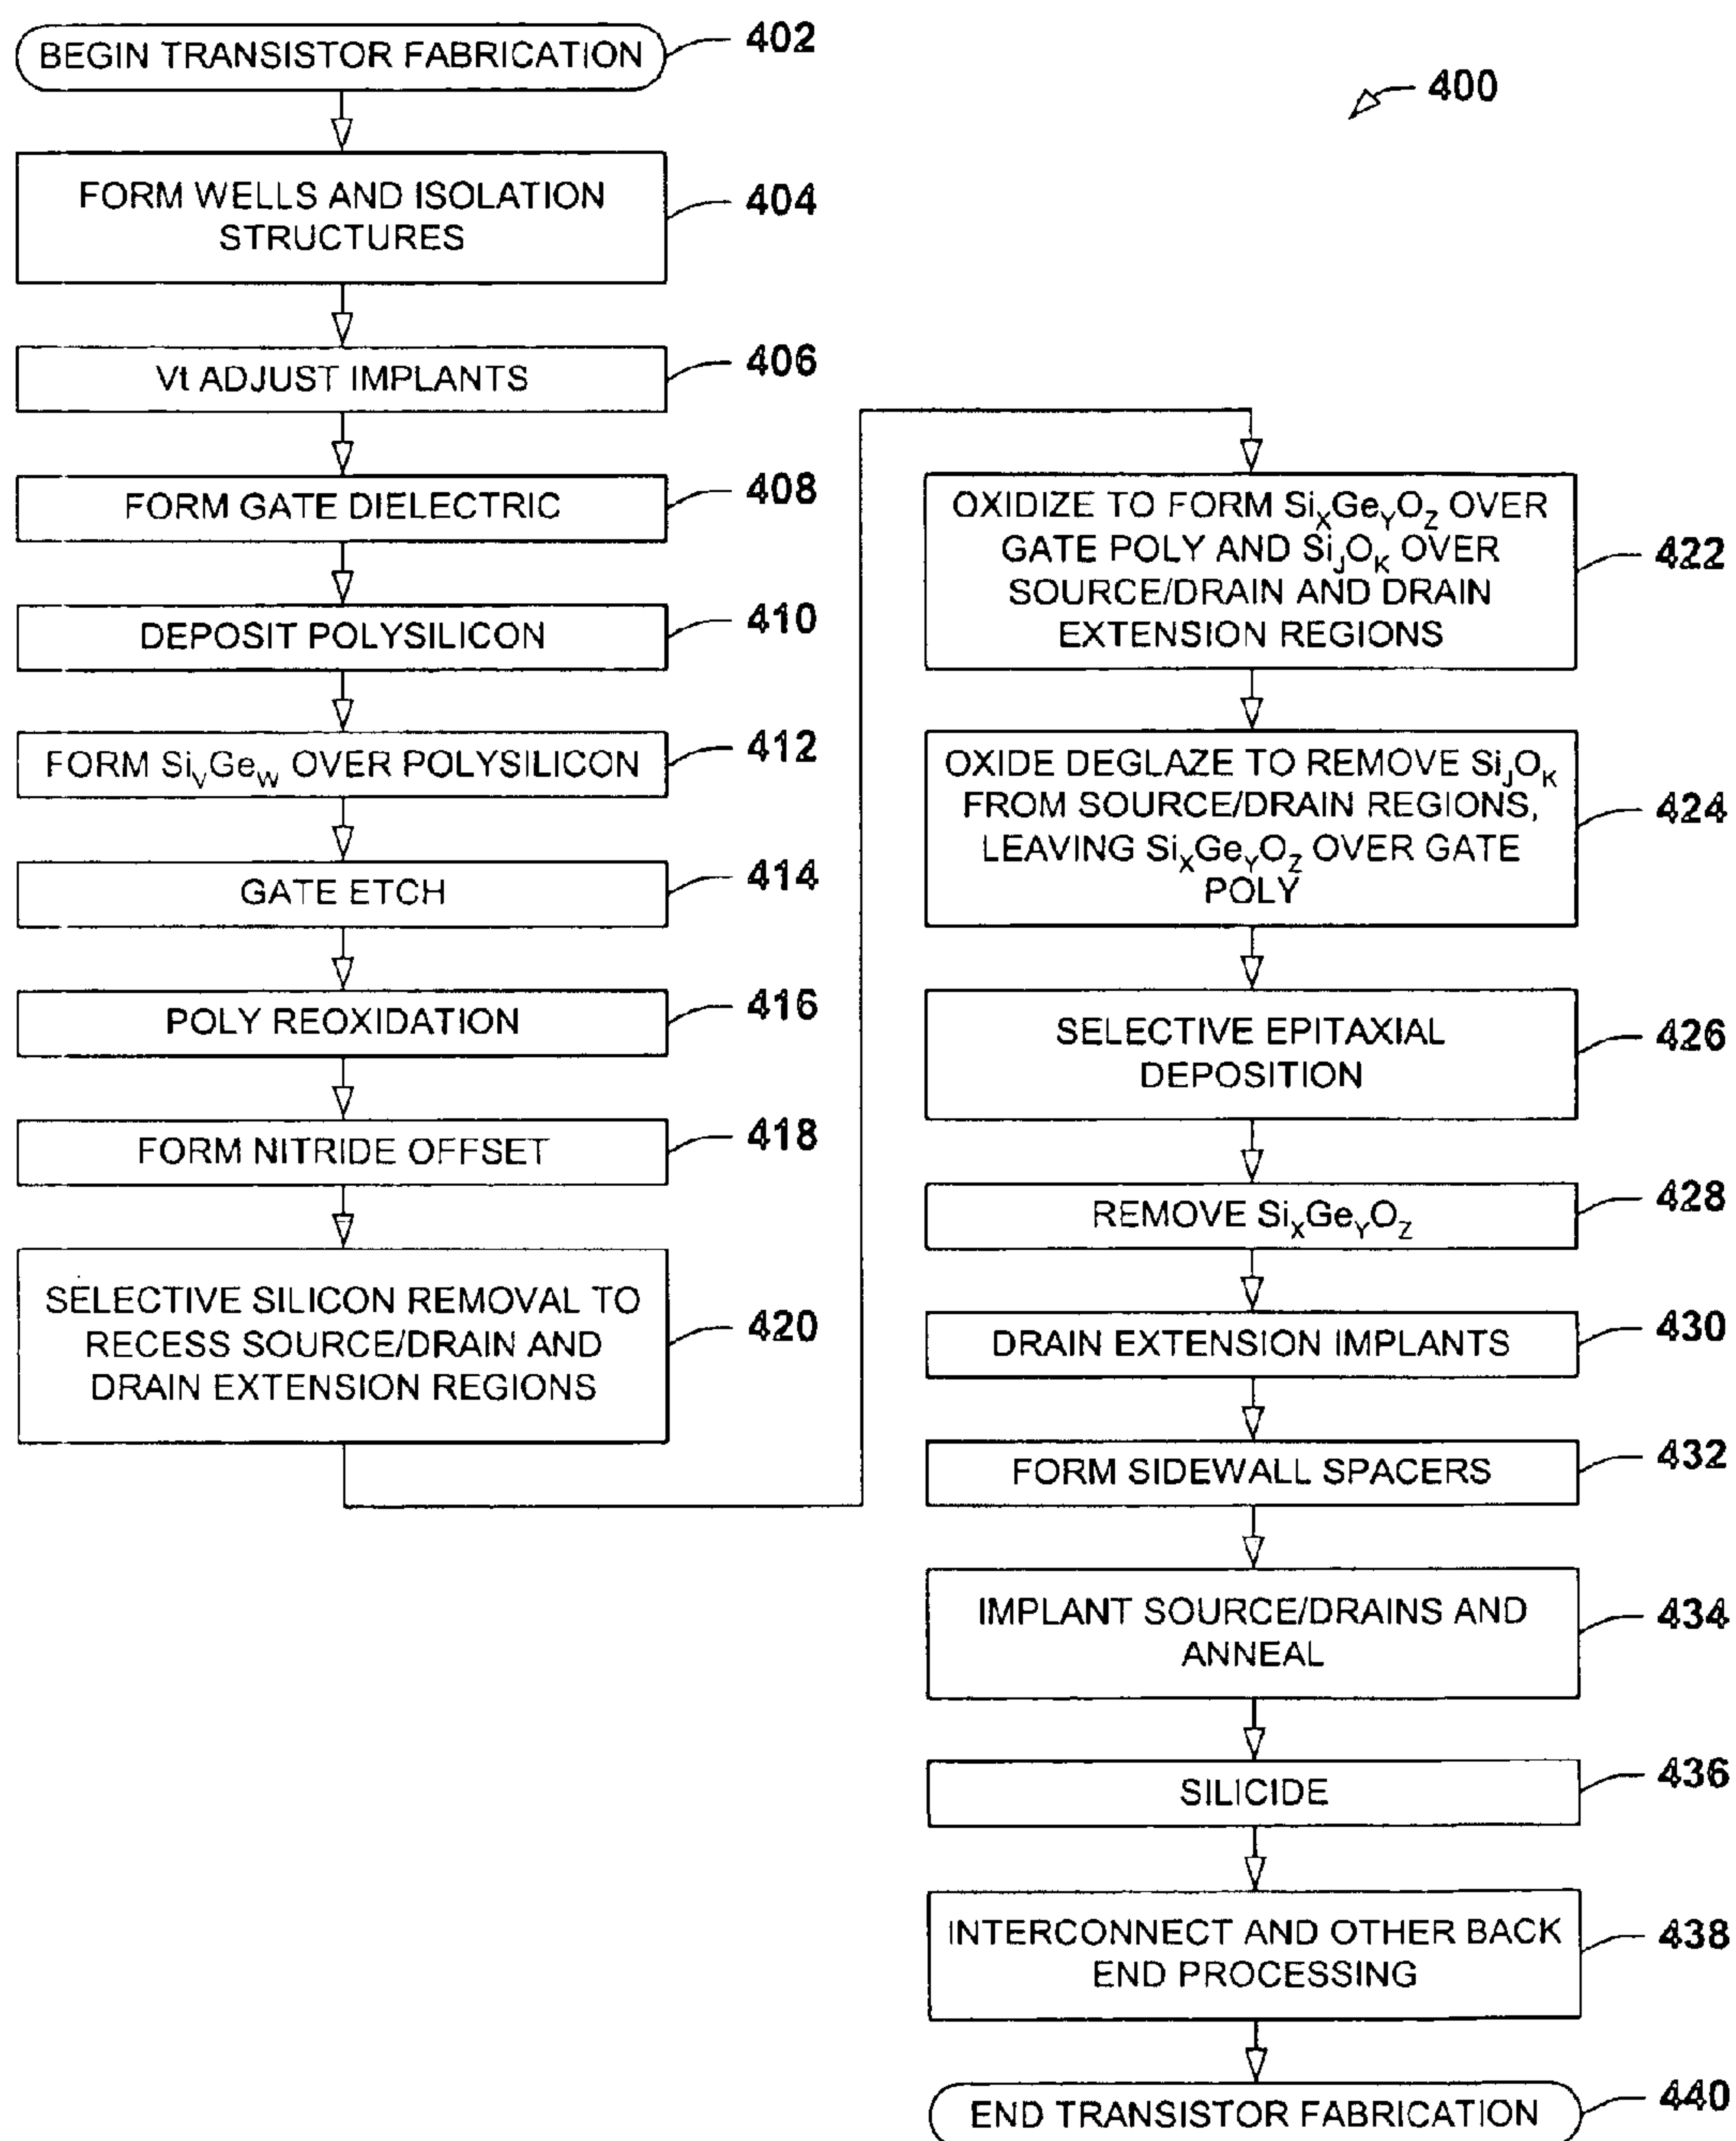 BEGIN TRANSISTOR FABRICATION 402
400
FORM WELLS AND ISOLATION
STRUCTURES
404
Vt ADJUST IMPLANTS 406
FORM GATE DIELECTRIC 408
DEPOSIT POLYSILICON 410
FORM SiVGeW OVER POLYSILICON 412
GATE ETCH 414
POLY REOXIDATION 416
FORM NITRIDE OFFSET 418
SELECTIVE SILICON REMOVAL TO
RECESS SOURCE/DRAIN AND
DRAIN EXTENSION REGIONS
420
OXIDIZE TO FORM SiXGeYOZ OVER
GATE POLY AND SiJOK OVER
SOURCE/DRAIN AND DRAIN
EXTENSION REGIONS
422
OXIDE DEGLAZE TO REMOVE SiJOK
FROM SOURCE/DRAIN REGIONS,
LEAVING SiXGeYOZ OVER GATE
POLY
424
SELECTIVE EPITAXIAL
DEPOSITION
426
REMOVE SiXGeYOZ 428
DRAIN EXTENSION IMPLANTS 430
FORM SIDEWALL SPACERS 432
IMPLANT SOURCE/DRAINS AND
ANNEAL
434
SILICIDE 436
INTERCONNECT AND OTHER BACK
END PROCESSING
438
END TRANSISTOR FABRICATION 440